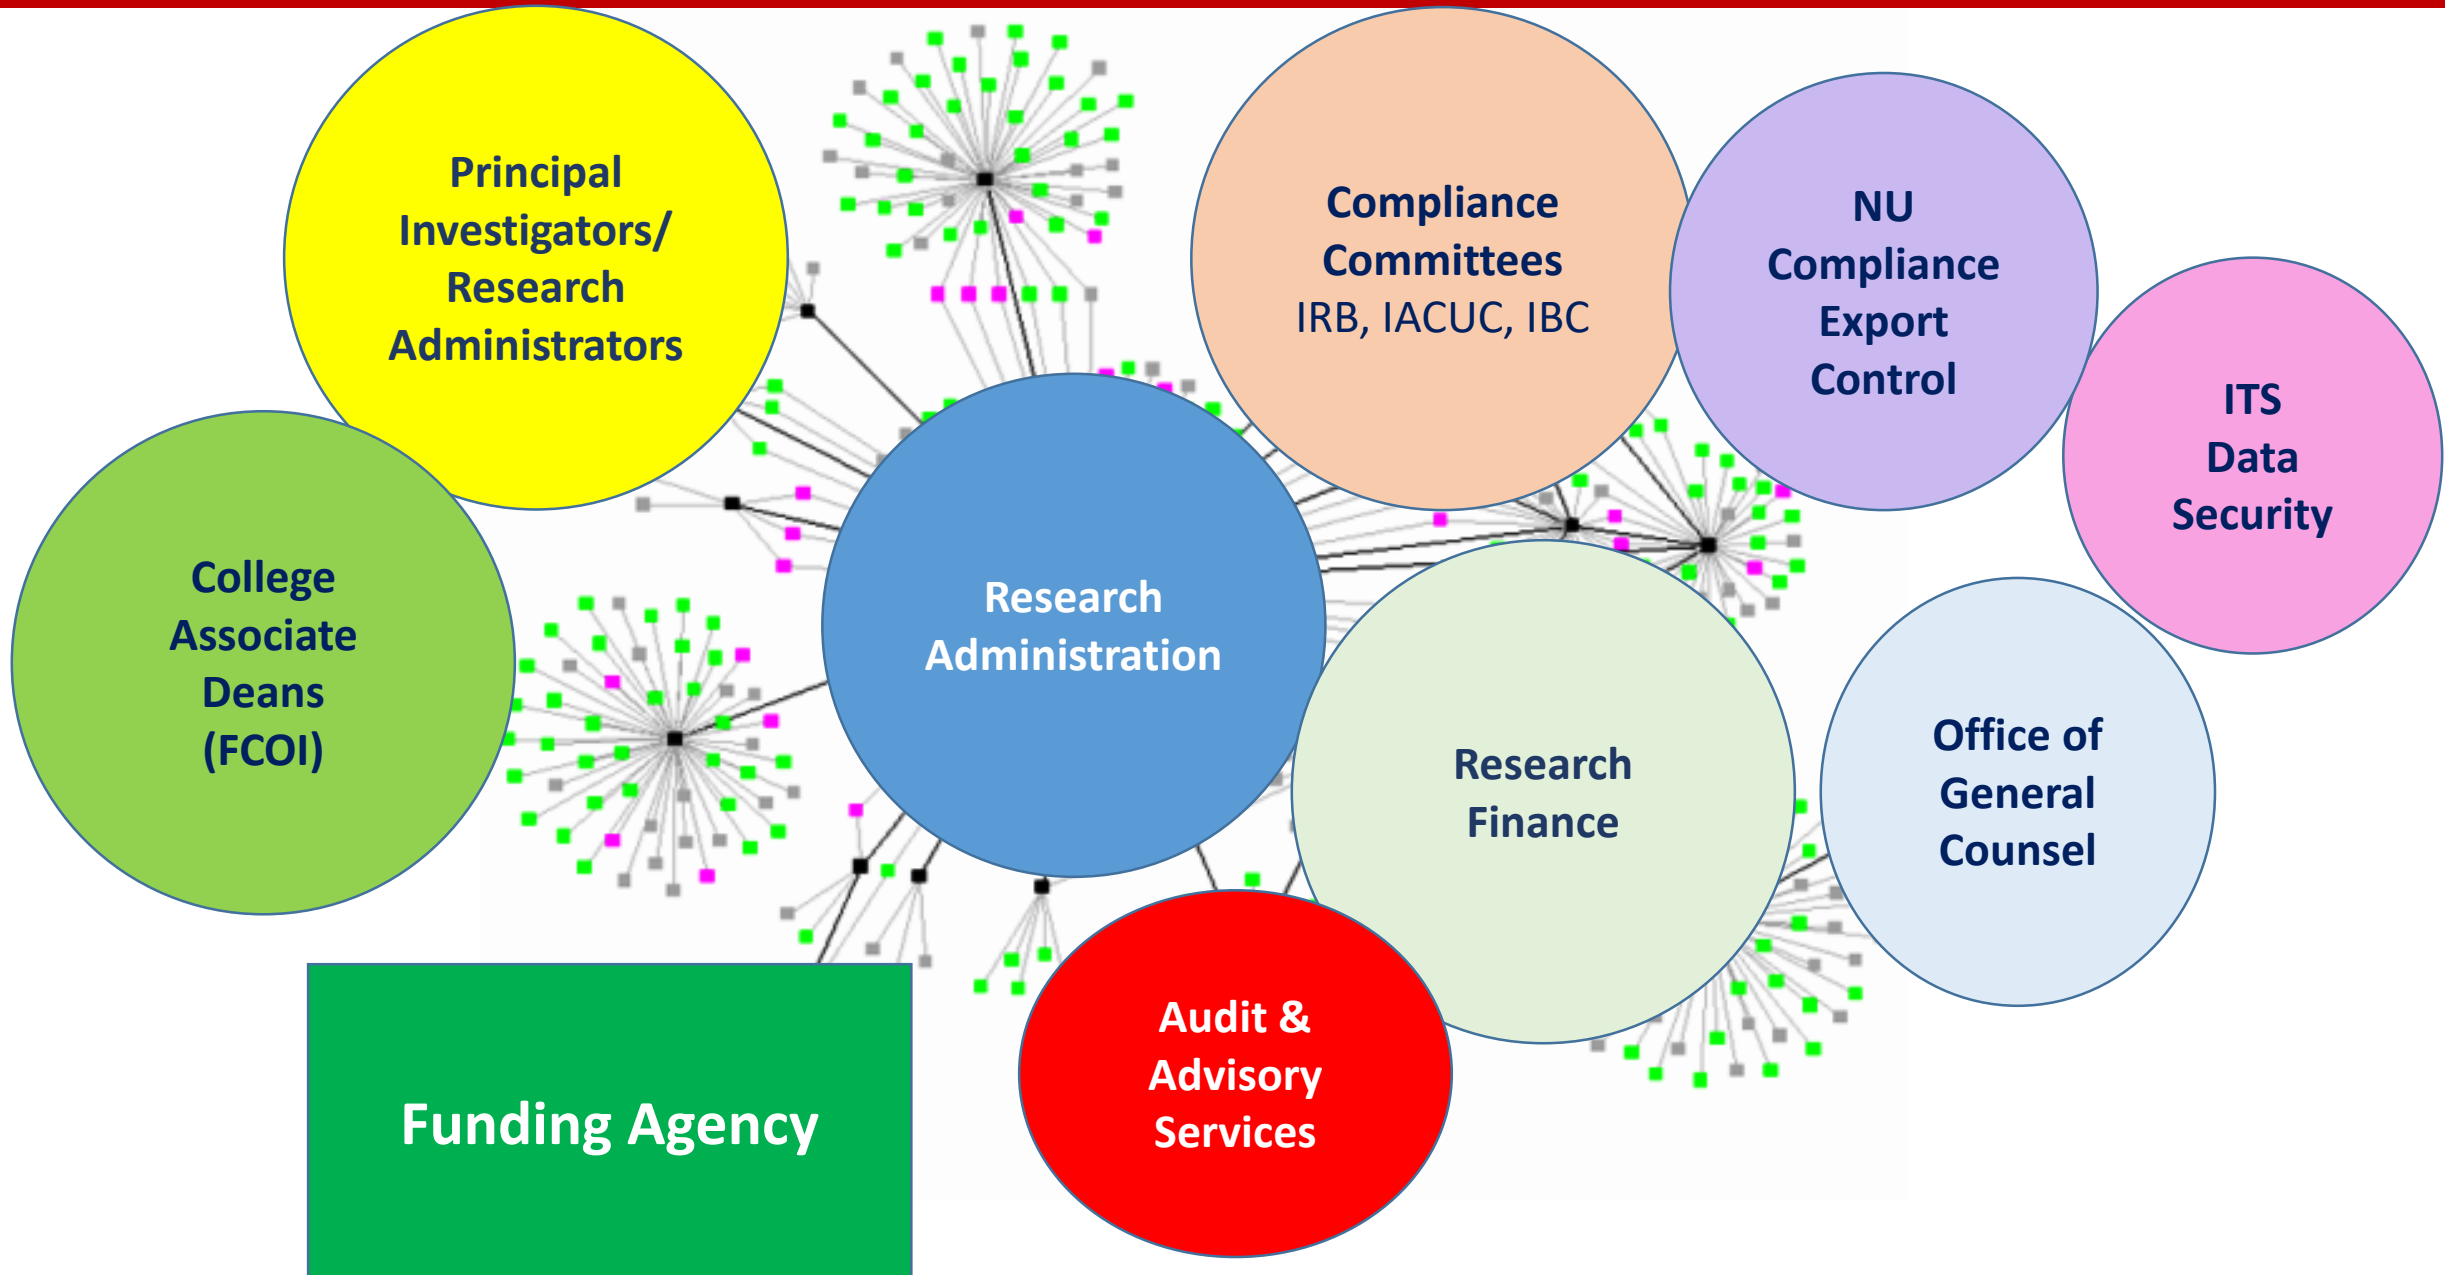 Principal
Investigators/
Research
Administrators
Compliance
Committees
IRB, IACUC, IBC
NU
Compliance
Export
Control
ITS
Data
Security
College
Associate
Deans
(FCOI)
Research
Administration
Research
Finance
Office of
General
Counsel
Audit &
Advisory
Services
Funding Agency